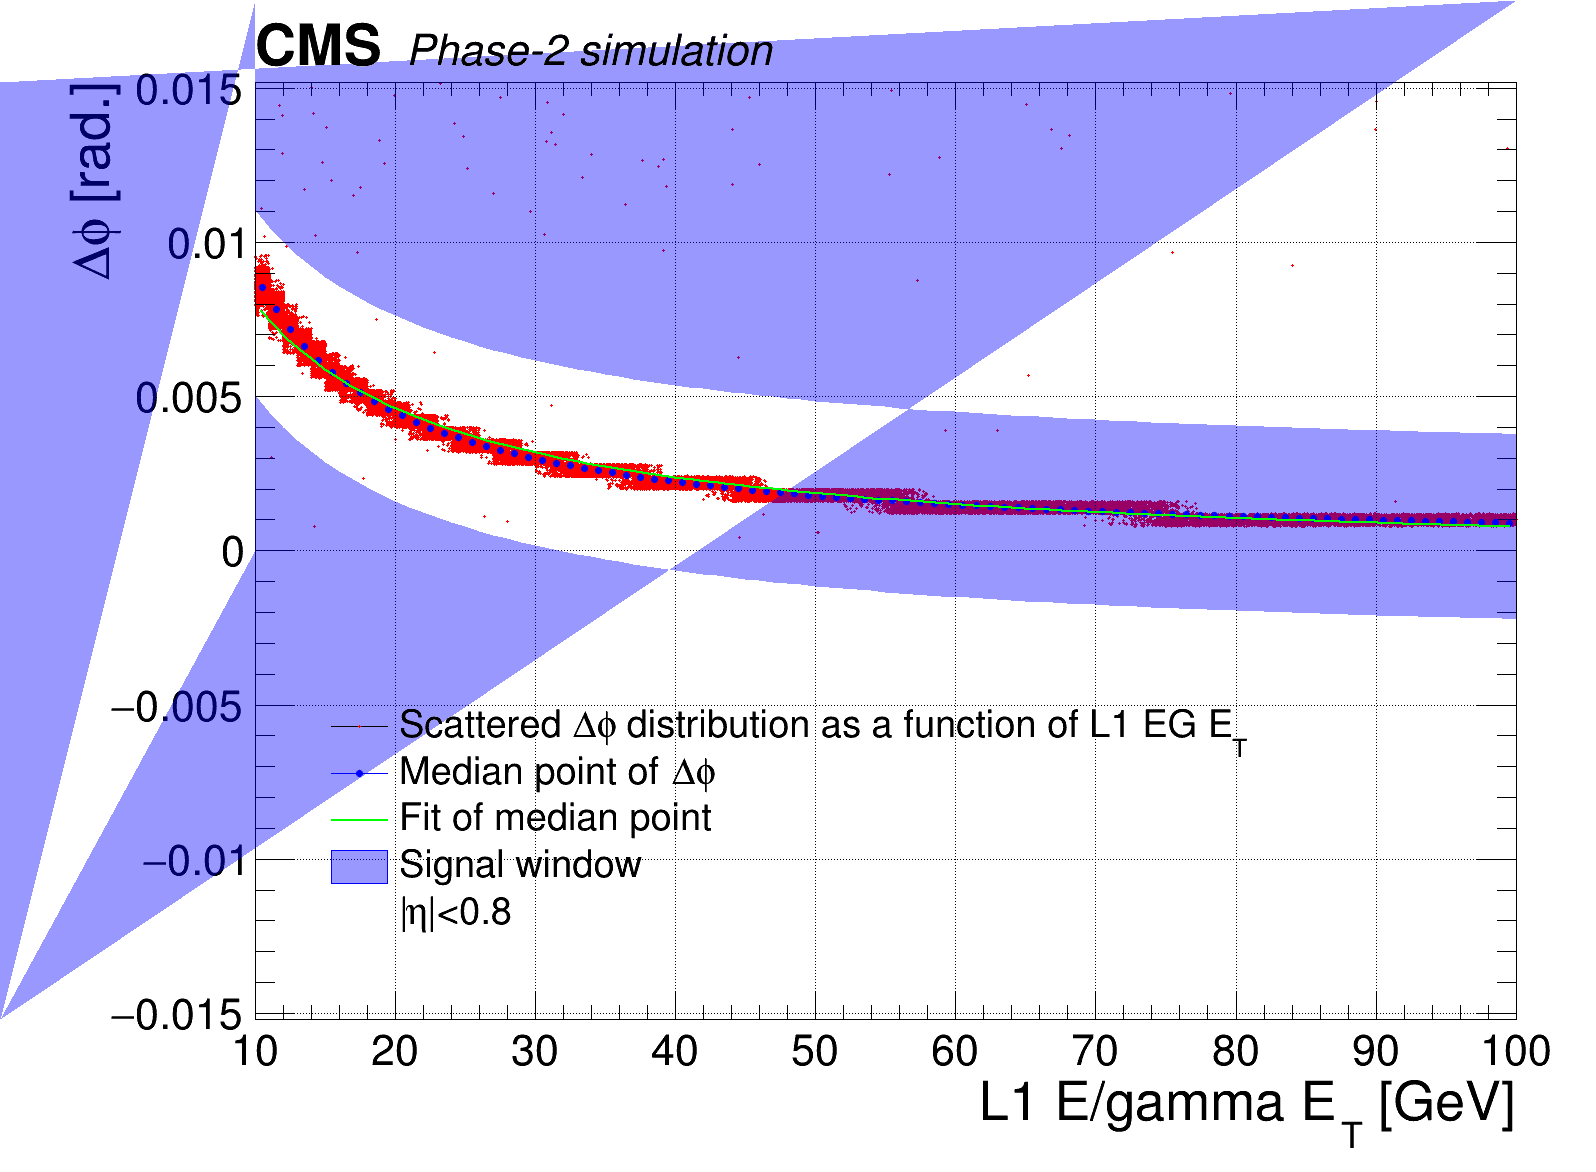 CMS Phase-2 simulation
Δϕ [rad.]
0.015
0.01
0.005
0
−0.005
−0.01
−0.015
Scattered Δϕ distribution as a function of L1 EG E_T
Median point of Δϕ
Fit of median point
Signal window
|η|<0.8
10 20 30 40 50 60 70 80 90 100
L1 E/gamma E_T [GeV]